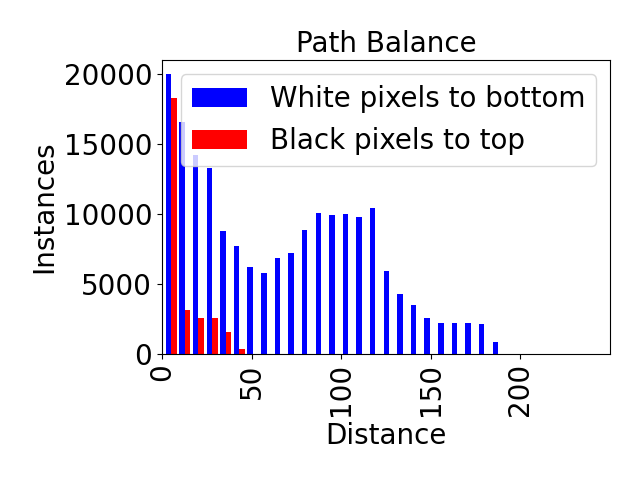 Path Balance
20000
15000
10000
5000
0
Instances
White pixels to bottom
Black pixels to top
0
50
100
150
200
Distance